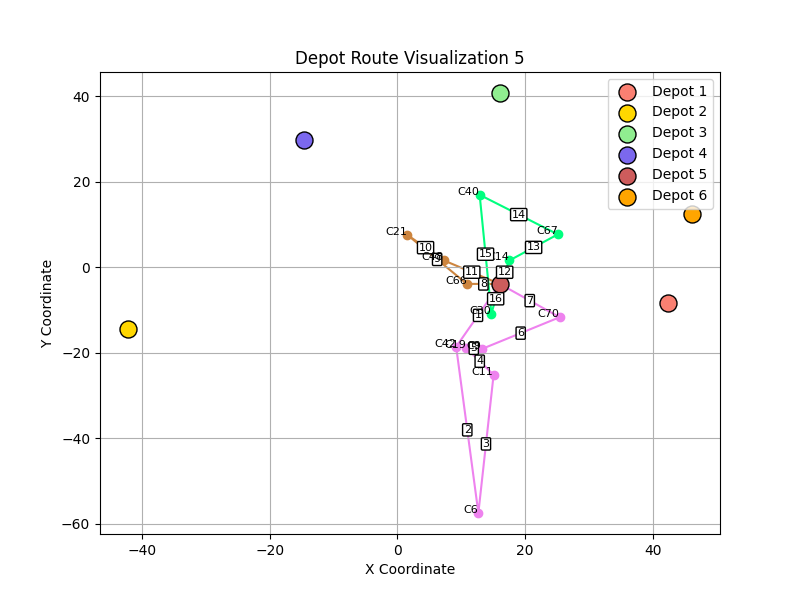 Depot Route Visualization 5
Y Coordinate
40
20
0
−20
−40
−60
−40
−20
0
20
40
X Coordinate
Depot 1
Depot 2
Depot 3
Depot 4
Depot 5
Depot 6
C40
14
C67
C21
10
13
15
11
12
C66
8
16
7
C70
1
6
C42
4
C11
2
3
C6